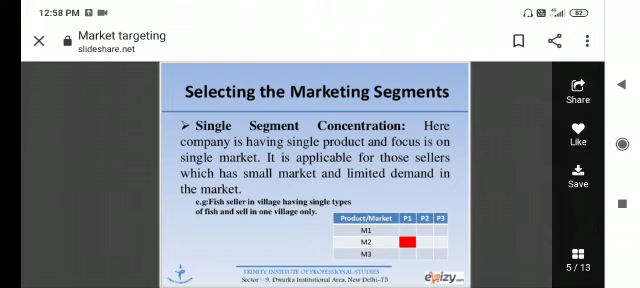 12:58 PM
4G
82
Market targeting
slideshare.net
Selecting the Marketing Segments
➢ Single Segment Concentration: Here
company is having single product and focus is on
single market. It is applicable for those sellers
which has small market and limited demand in
the market.
e.g:Fish seller in village having single types
of fish and sell in one village only.
Product/Market P1 P2 P3
M1
M2
M3
TRINITY INSTITUTE OF PROFESSIONAL STUDIES
Sector – 9, Dwarka Institutional Area, New Delhi-75
Share
Like
Save
5 / 13